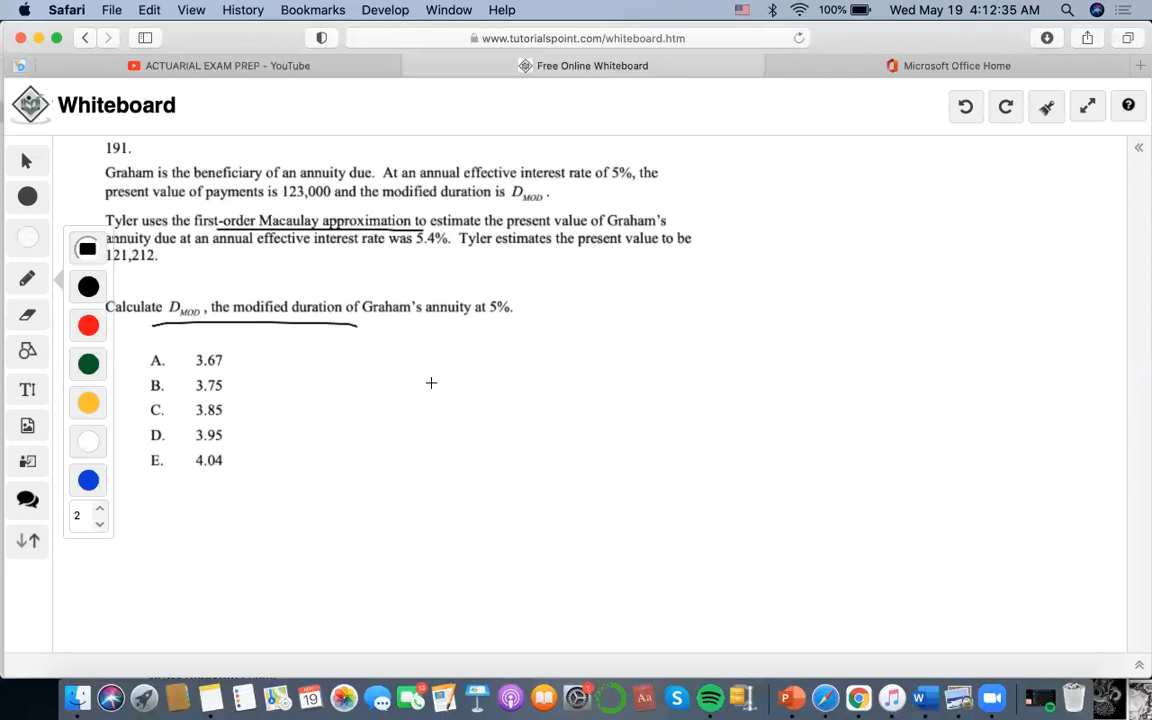 Safari File Edit View History Bookmarks Develop Window Help 100% Wed May 19 4:12:35 AM
www.tutorialspoint.com/whiteboard.htm
ACTUARIAL EXAM PREP - YouTube Free Online Whiteboard Microsoft Office Home
Whiteboard
191.
Graham is the beneficiary of an annuity due. At an annual effective interest rate of 5%, the
present value of payments is 123,000 and the modified duration is D_MOD .
Tyler uses the first-order Macaulay approximation to estimate the present value of Graham's
annuity due at an annual effective interest rate was 5.4%. Tyler estimates the present value to be
121,212.
Calculate D_MOD , the modified duration of Graham's annuity at 5%.
A. 3.67
B. 3.75
C. 3.85
D. 3.95
E. 4.04
TI
2